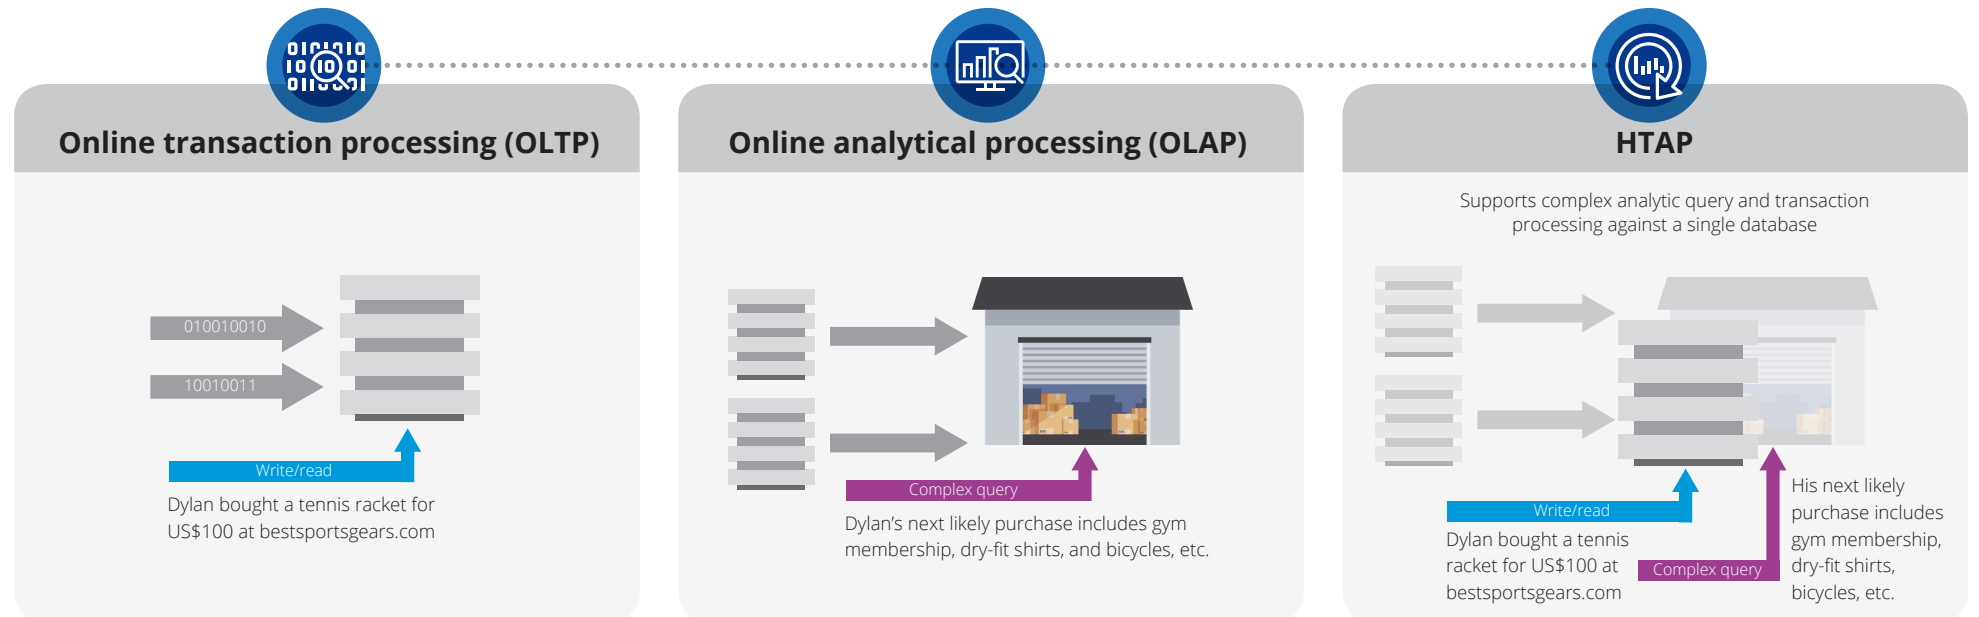 Online transaction processing (OLTP)
010010010
10010011
Write/read
Dylan bought a tennis racket for
US$100 at bestsportsgears.com
Online analytical processing (OLAP)
Complex query
Dylan’s next likely purchase includes gym
membership, dry-fit shirts, and bicycles, etc.
HTAP
Supports complex analytic query and transaction
processing against a single database
Write/read
Dylan bought a tennis
racket for US$100 at
bestsportsgears.com
Complex query
His next likely
purchase includes
gym membership,
dry-fit shirts,
bicycles, etc.